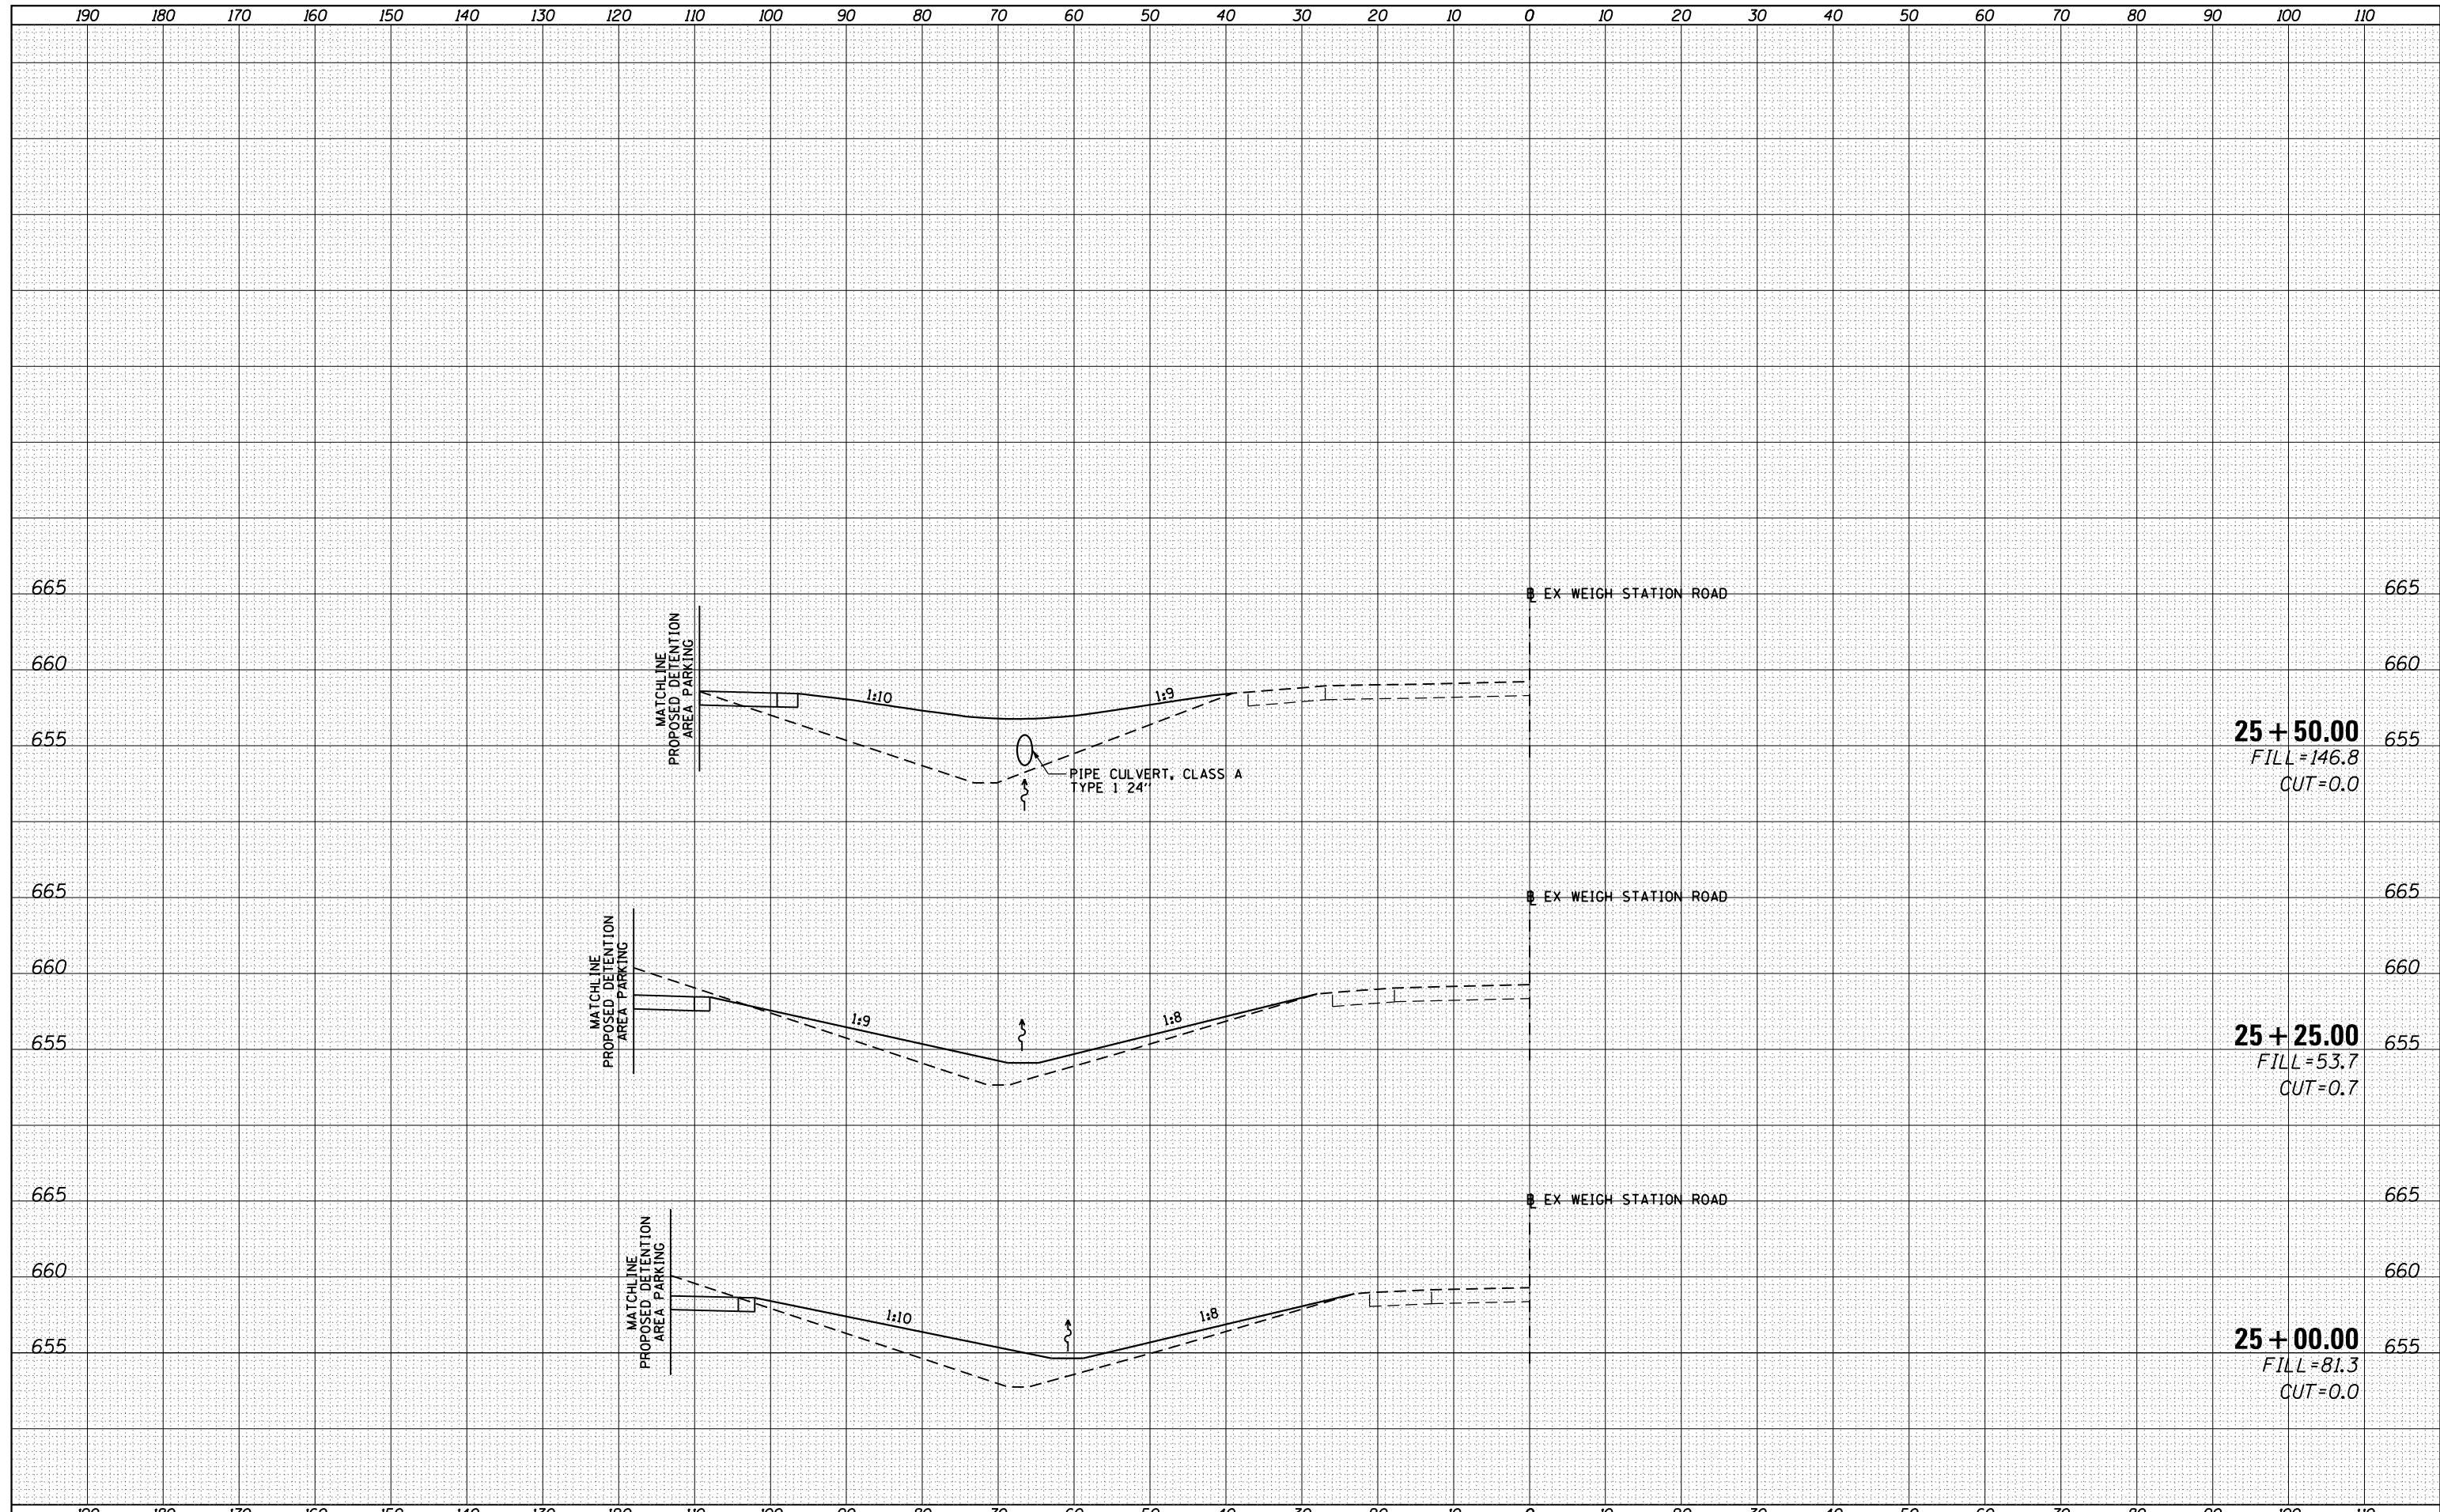 190 180 170 160 150 140 130 120 110 100 90 80 70 60 50 40 30 20 10 0 10 20 30 40 50 60 70 80 90 100 110
665 ℄ EX WEIGH STATION ROAD 665
MATCHLINE
PROPOSED DETENTION
AREA PARKING
660 660
1:10 1:9
655 25+50.00 655
FILL=146.8
PIPE CULVERT, CLASS A
TYPE 1 24"
CUT=0.0
665 EX WEIGH STATION ROAD 665
MATCHLINE
PROPOSED DETENTION
AREA PARKING
660 660
1:9 1:8
655 25+25.00 655
FILL=53.7
CUT=0.7
665 EX WEIGH STATION ROAD 665
MATCHLINE
PROPOSED DETENTION
AREA PARKING
660 660
1:10 1:8
655 25+00.00 655
FILL=81.3
CUT=0.0